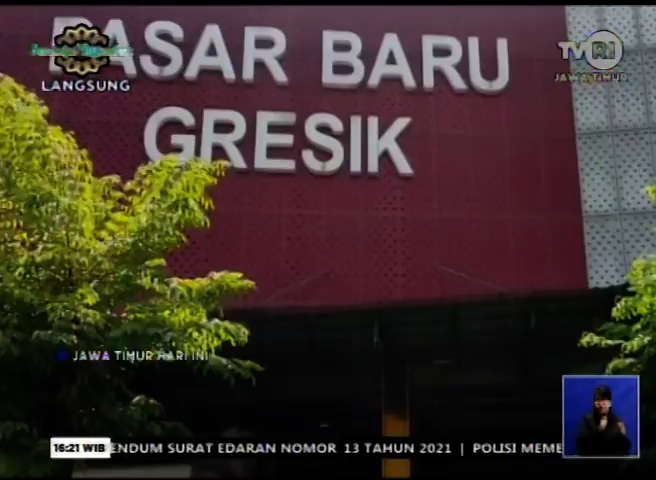 PASAR BARU
GRESIK
LANGSUNG
TVRI
JAWA TIMUR
JAWA TIMUR HARI INI
16:21 WIB
ENDUM SURAT EDARAN NOMOR 13 TAHUN 2021 | POLISI MEME